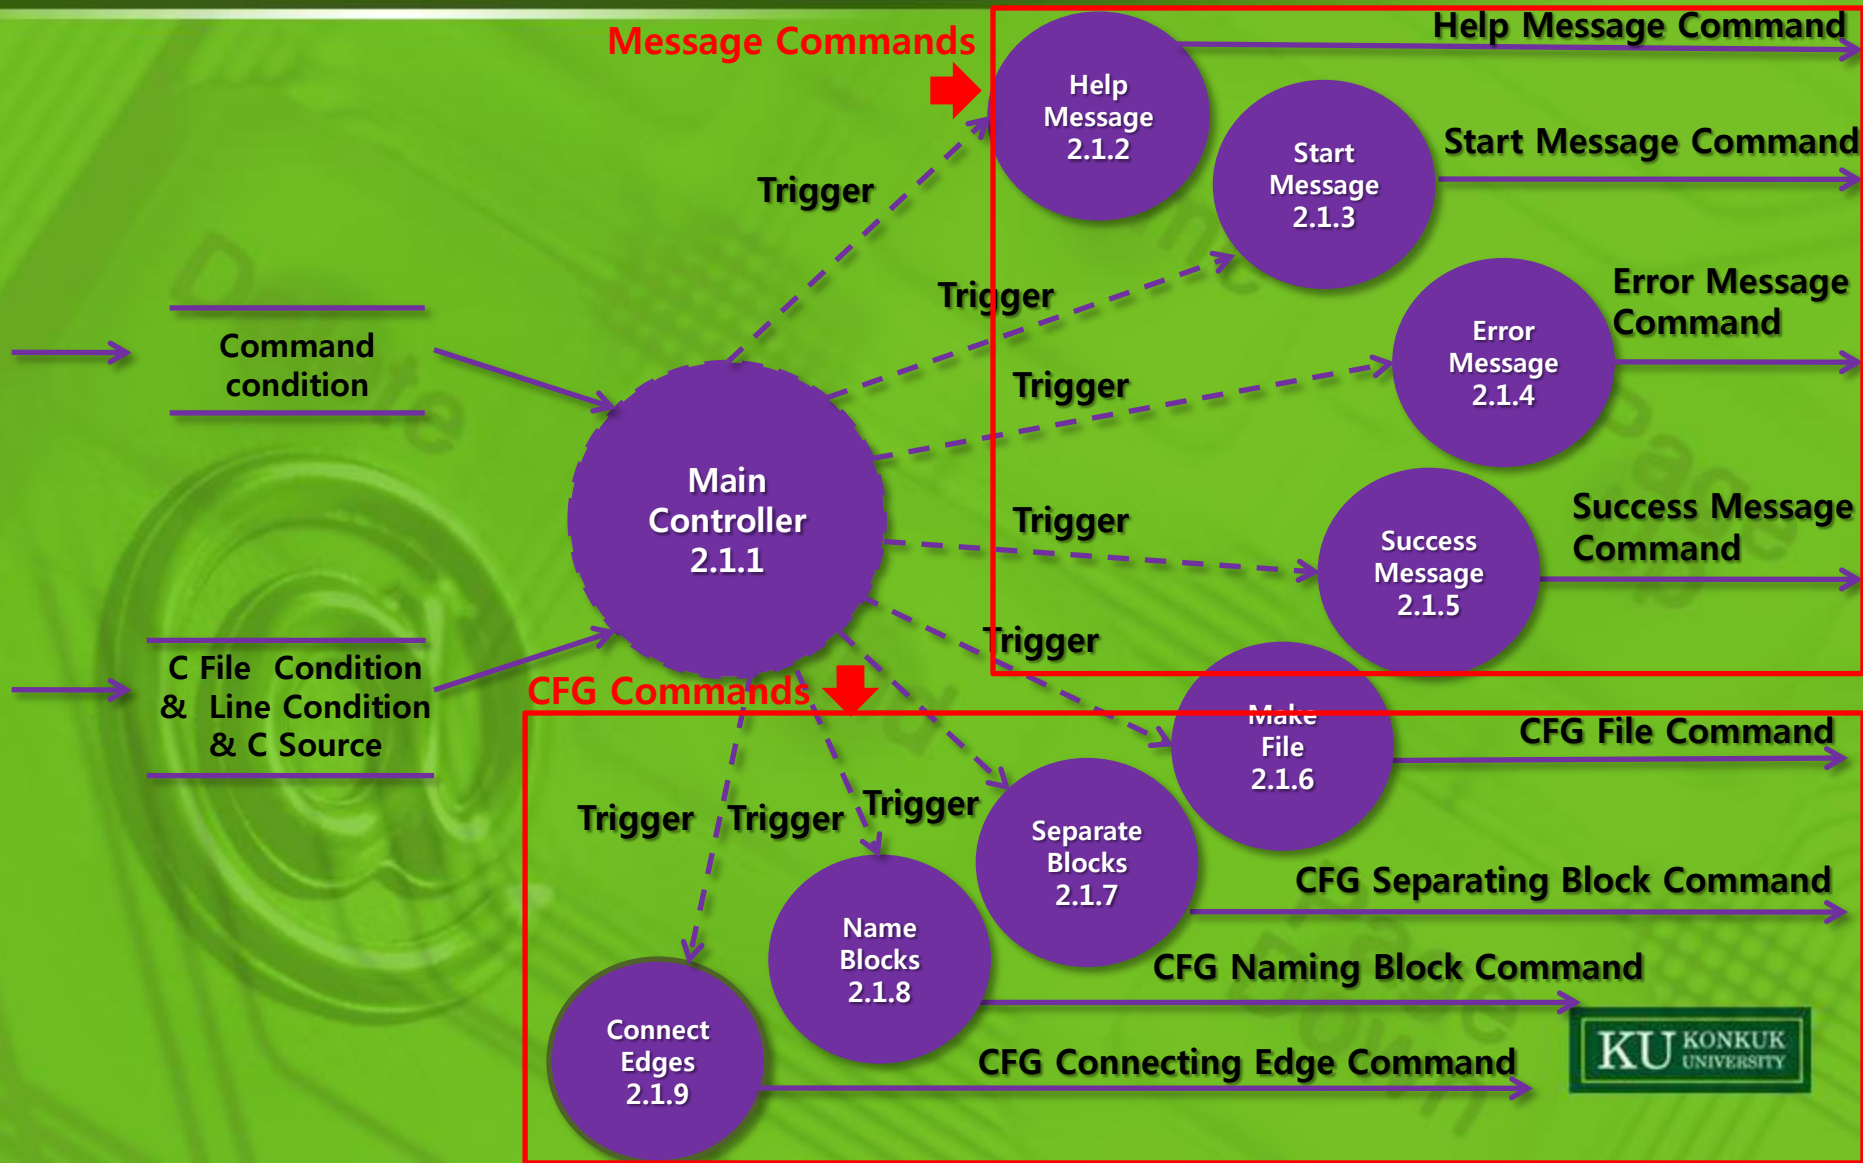 Message Commands
Help Message Command
Help
Message
2.1.2
Start Message Command
Start
Message
2.1.3
Trigger
Trigger
Error Message
Command
Error
Message
2.1.4
Command
condition
Trigger
Main
Controller
2.1.1
Trigger
Success Message
Command
Success
Message
2.1.5
Trigger
C File Condition
& Line Condition
& C Source
CFG Commands
Make
File
2.1.6
CFG File Command
Trigger
Trigger
Trigger
Separate
Blocks
2.1.7
CFG Separating Block Command
Name
Blocks
2.1.8
CFG Naming Block Command
Connect
Edges
2.1.9
CFG Connecting Edge Command
KU KONKUK
UNIVERSITY
Page
Page
Down